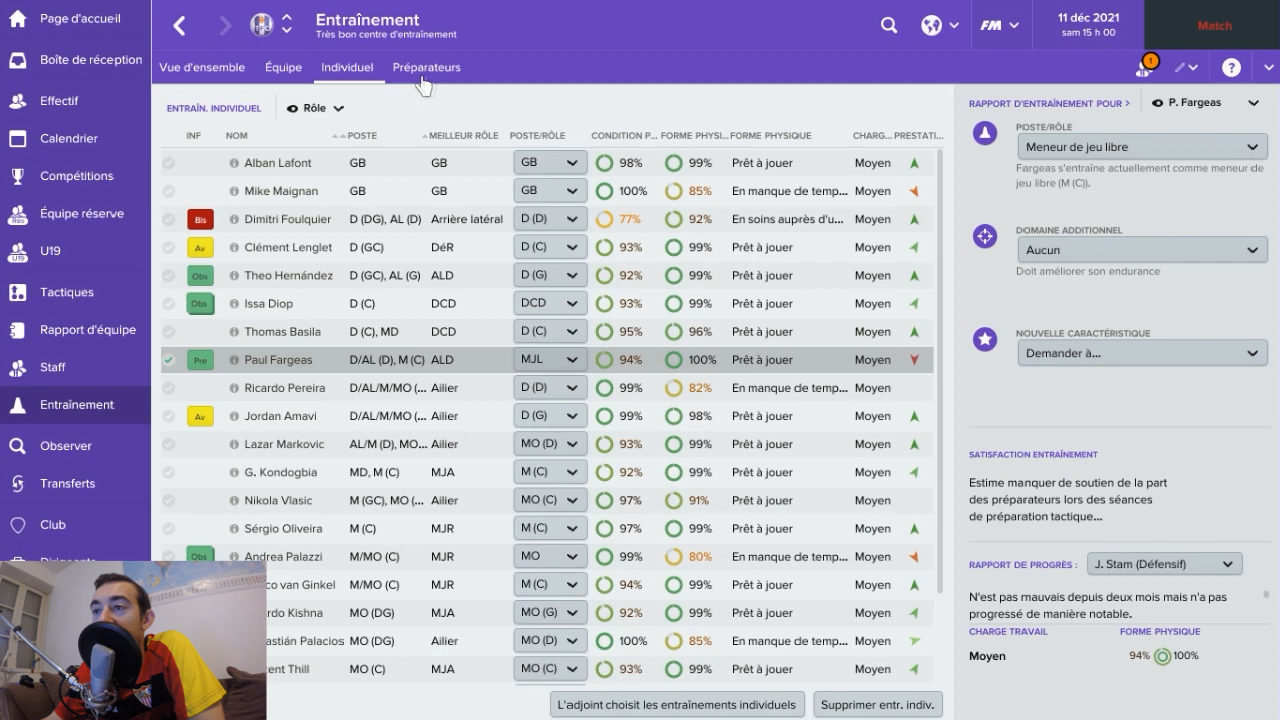 Page d'accueil
Boîte de réception
Effectif
Calendrier
Compétitions
Équipe réserve
U19
Tactiques
Rapport d'équipe
Staff
Entraînement
Observer
Transferts
Club
Entraînement
Très bon centre d'entraînement
FM
11 déc 2021
sam 15 h 00
Match
Vue d'ensemble Équipe Individuel Préparateurs
1
?
ENTRAÎN. INDIVIDUEL Rôle
INF NOM POSTE MEILLEUR RÔLE POSTE/RÔLE CONDITION P... FORME PHYSI... FORME PHYSIQUE CHARG... PRESTATI...
Alban Lafont GB GB GB 98% 99% Prêt à jouer Moyen
Mike Maignan GB GB GB 100% 85% En manque de temp... Moyen
Bls Dimitri Foulquier D (DG), AL (D) Arrière latéral D (D) 77% 92% En soins auprès d'u... Moyen
Av Clément Lenglet D (GC) DéR D (C) 93% 99% Prêt à jouer Moyen
Obs Theo Hernández D (GC), AL (G) ALD D (G) 92% 99% Prêt à jouer Moyen
Obs Issa Diop D (C) DCD DCD 93% 99% Prêt à jouer Moyen
Thomas Basila D (C), MD DCD D (C) 95% 96% Prêt à jouer Moyen
Pre Paul Fargeas D/AL (D), M (C) ALD MJL 94% 100% Prêt à jouer Moyen
Ricardo Pereira D/AL/M/MO (... Ailier D (D) 99% 82% En manque de temp... Moyen
Av Jordan Amavi D/AL/M/MO (... Ailier D (G) 99% 98% Prêt à jouer Moyen
Lazar Markovic AL/M (D), MO... Ailier MO (D) 93% 99% Prêt à jouer Moyen
G. Kondogbia MD, M (C) MJA M (C) 92% 99% Prêt à jouer Moyen
Nikola Vlasic M (GC), MO (... Ailier MO (C) 97% 91% Prêt à jouer Moyen
Sérgio Oliveira M (C) MJR M (C) 97% 99% Prêt à jouer Moyen
Obs Andrea Palazzi M/MO (C) MJR MO 99% 80% En manque de temp... Moyen
co van Ginkel M/MO (C) MJR M (C) 94% 99% Prêt à jouer Moyen
rdo Kishna MO (DG) MJA MO (G) 92% 99% Prêt à jouer Moyen
astián Palacios MO (DG) Ailier MO (D) 100% 85% En manque de temp... Moyen
cent Thill MO (C) MJA MO (C) 93% 99% Prêt à jouer Moyen
L'adjoint choisit les entraînements individuels Supprimer entr. indiv.
RAPPORT D'ENTRAÎNEMENT POUR > P. Fargeas
POSTE/RÔLE
Meneur de jeu libre
Fargeas s'entraîne actuellement comme meneur de
jeu libre (M (C)).
DOMAINE ADDITIONNEL
Aucun
Doit améliorer son endurance
NOUVELLE CARACTÉRISTIQUE
Demander à...
SATISFACTION ENTRAÎNEMENT
Estime manquer de soutien de la part
des préparateurs lors des séances
de préparation tactique...
RAPPORT DE PROGRÈS : J. Stam (Défensif)
N'est pas mauvais depuis deux mois mais n'a pas
progressé de manière notable.
CHARGE TRAVAIL FORME PHYSIQUE
Moyen 94% 100%